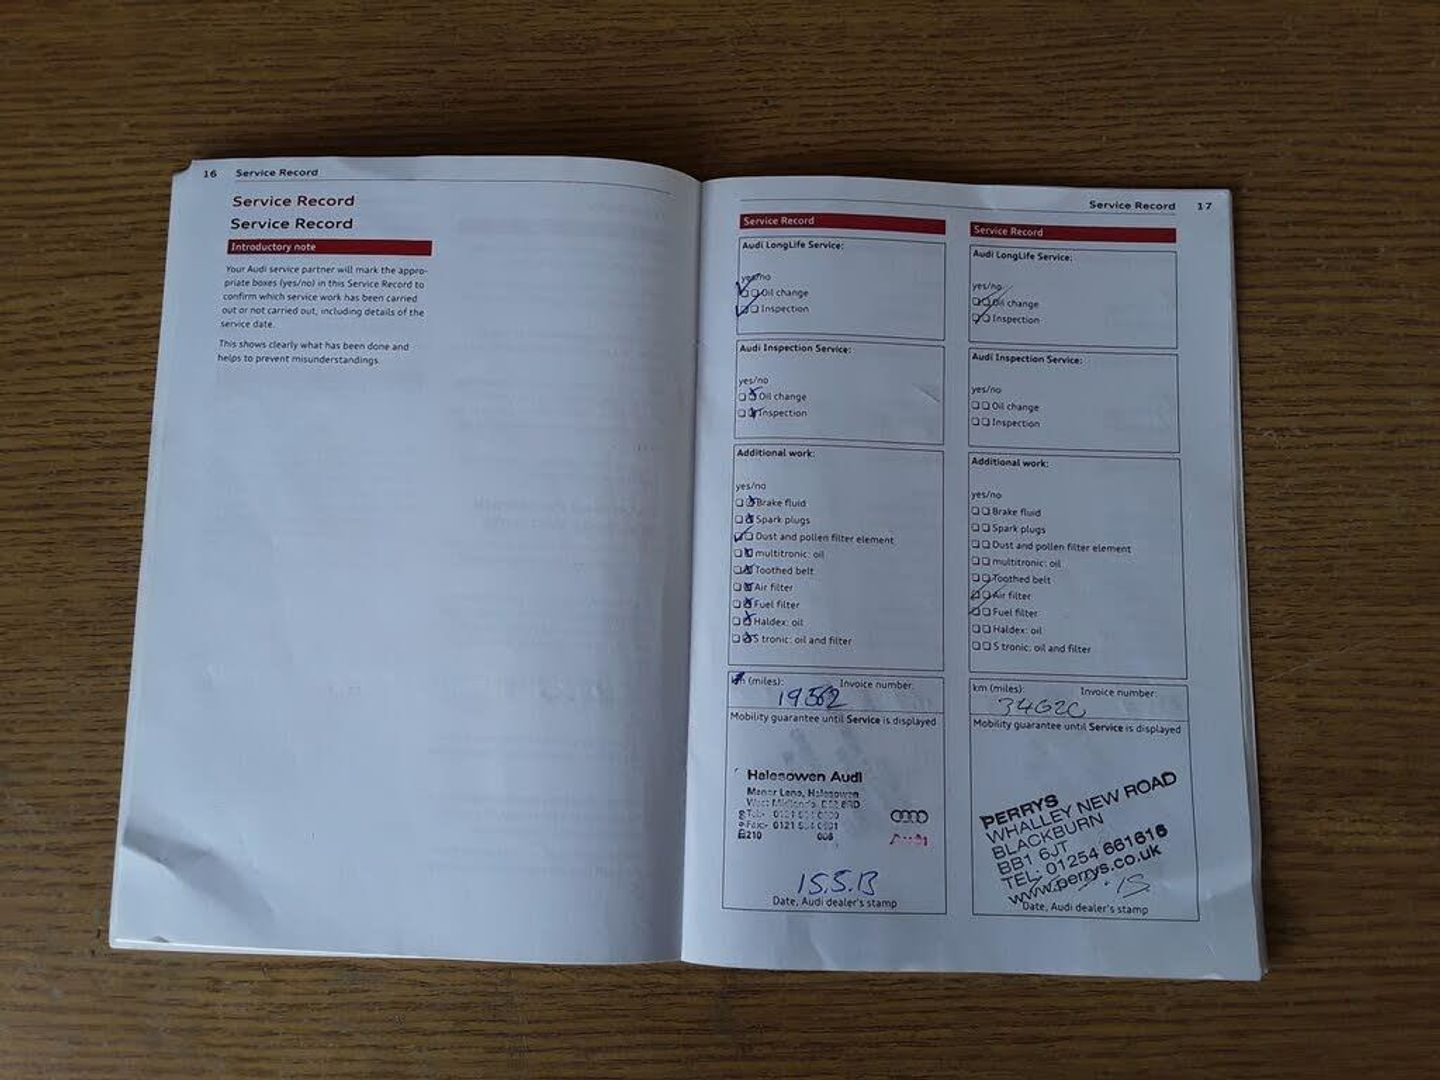 16 Service Record
Service Record
Service Record
Introductory note
Your Audi service partner will mark the appro-
priate boxes (yes/no) in this Service Record to
confirm which service work has been carried
out or not carried out, including details of the
service date.
This shows clearly what has been done and
helps to prevent misunderstandings.
Service Record 17
Service Record
Audi LongLife Service:
yes/no
Oil change
Inspection
Audi Inspection Service:
yes/no
Oil change
Inspection
Additional work:
yes/no
Brake fluid
Spark plugs
Dust and pollen filter element
multitronic: oil
Toothed belt
Air filter
Fuel filter
Haldex: oil
S tronic: oil and filter
km (miles): Invoice number:
19562
Mobility guarantee until Service is displayed
Halesowen Audi
Manor Lane, Halesowen
West Midlands,
0121
Fax:- 0121
210 006
Audi
15.5.13
Date, Audi dealer's stamp
Service Record
Audi LongLife Service:
yes/no
Oil change
Inspection
Audi Inspection Service:
yes/no
Oil change
Inspection
Additional work:
yes/no
Brake fluid
Spark plugs
Dust and pollen filter element
multitronic: oil
Toothed belt
Air filter
Fuel filter
Haldex: oil
S tronic: oil and filter
km (miles): Invoice number:
Mobility guarantee until Service is displayed
PERRYS
WHALLEY NEW ROAD
BLACKBURN
BB1 6JT
TEL: 01254 661616
www.perrys.co.uk
15
Date, Audi dealer's stamp